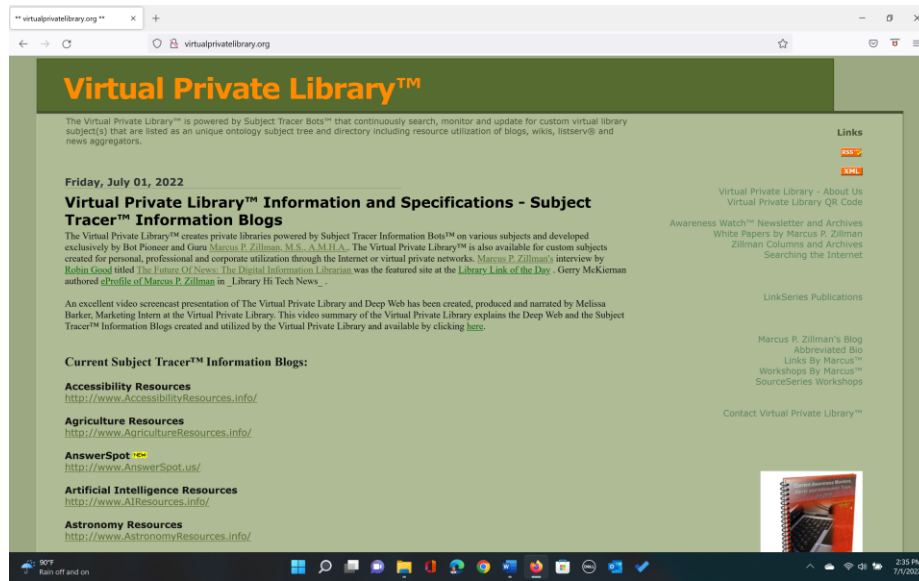 ** virtualprivatelibrary.org **
virtualprivatelibrary.org
Virtual Private Library™
The Virtual Private Library™ is powered by Subject Tracer Bots™ that continuously search, monitor and update for custom virtual library
subject(s) that are listed as an unique ontology subject tree and directory including resource utilization of blogs, wikis, listserv® and
news aggregators.
Links
RSS
XML
Virtual Private Library - About Us
Virtual Private Library QR Code
Awareness Watch™ Newsletter and Archives
White Papers by Marcus P. Zillman
Zillman Columns and Archives
Searching the Internet
LinkSeries Publications
Marcus P. Zillman's Blog
Abbreviated Bio
Links By Marcus™
Workshops By Marcus™
SourceSeries Workshops
Contact Virtual Private Library™
Friday, July 01, 2022
Virtual Private Library™ Information and Specifications - Subject
Tracer™ Information Blogs
The Virtual Private Library™ creates private libraries powered by Subject Tracer Information Bots™ on various subjects and developed
exclusively by Bot Pioneer and Guru Marcus P. Zillman, M.S., A.M.H.A.. The Virtual Private Library™ is also available for custom subjects
created for personal, professional and corporate utilization through the Internet or virtual private networks. Marcus P. Zillman's interview by
Robin Good titled The Future Of News: The Digital Information Librarian was the featured site at the Library Link of the Day . Gerry McKiernan
authored eProfile of Marcus P. Zillman in _Library Hi Tech News_ .
An excellent video screencast presentation of The Virtual Private Library and Deep Web has been created, produced and narrated by Melissa
Barker, Marketing Intern at the Virtual Private Library. This video summary of the Virtual Private Library explains the Deep Web and the Subject
Tracer™ Information Blogs created and utilized by the Virtual Private Library and available by clicking here.
Current Subject Tracer™ Information Blogs:
Accessibility Resources
http://www.AccessibilityResources.info/
Agriculture Resources
http://www.AgricultureResources.info/
AnswerSpot NEW
http://www.AnswerSpot.us/
Artificial Intelligence Resources
http://www.AIResources.info/
Astronomy Resources
http://www.AstronomyResources.info/
90°F
Rain off and on
2:35 PM